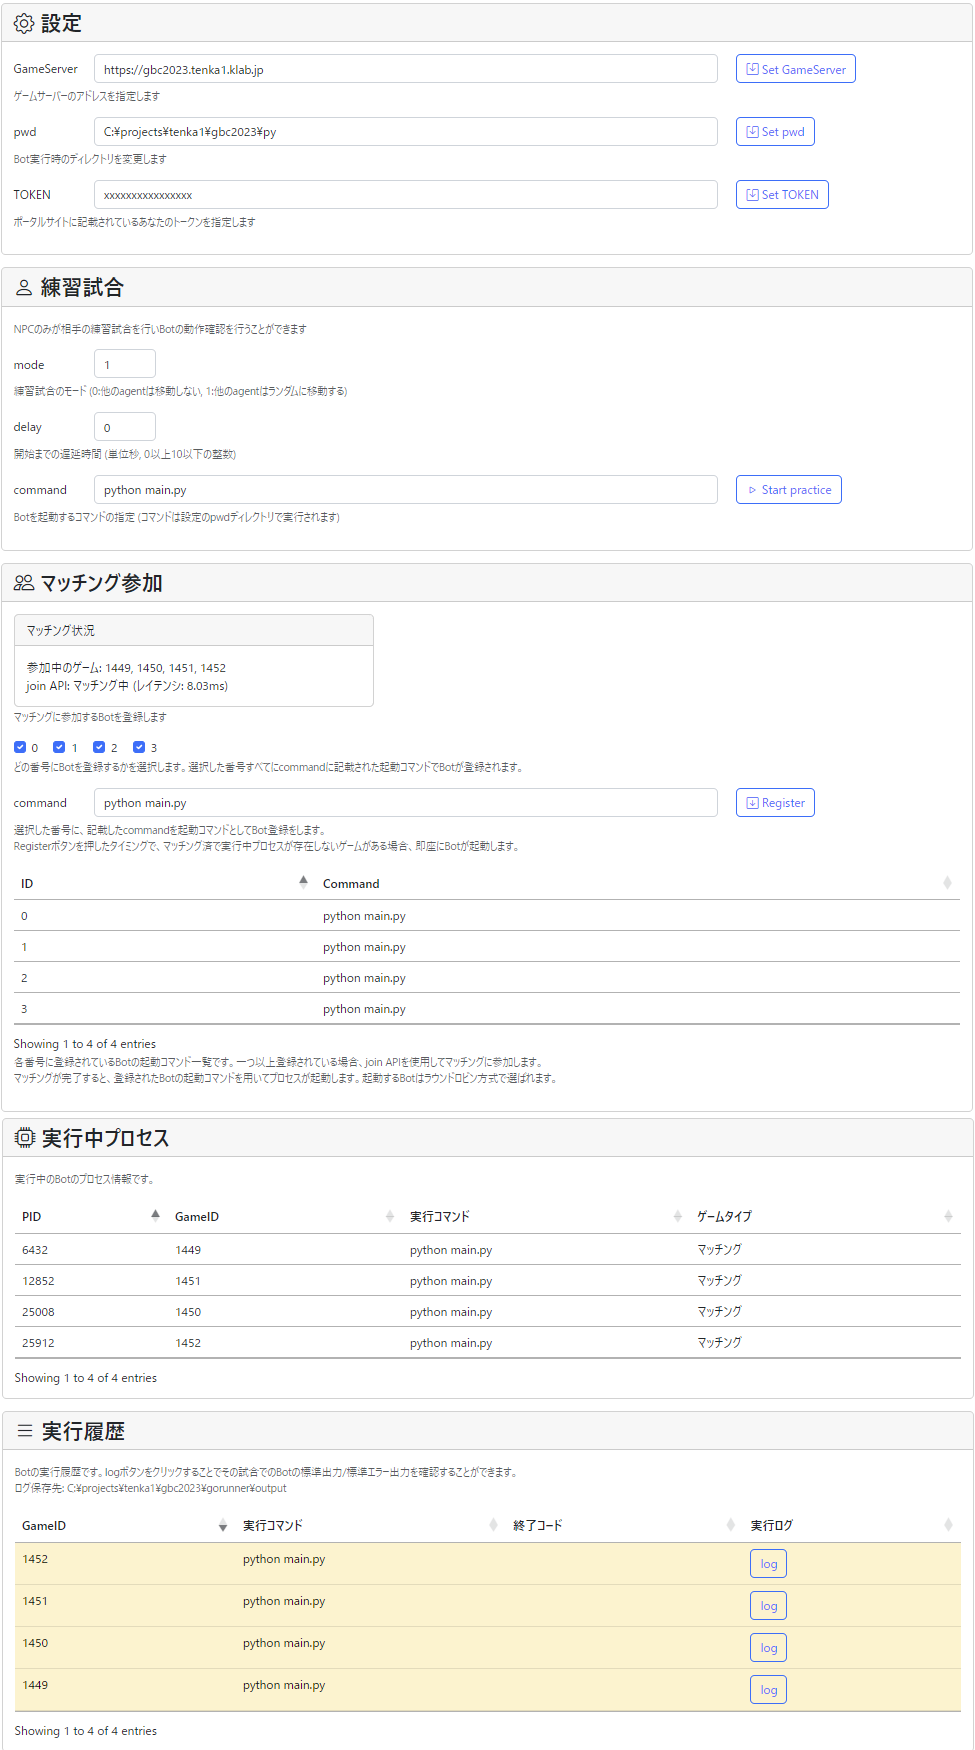 設定
GameServer https://gbc2023.tenka1.klab.jp Set GameServer
ゲームサーバーのアドレスを指定します
pwd C:¥projects¥tenka1¥gbc2023¥py Set pwd
Bot実行時のディレクトリを変更します
TOKEN xxxxxxxxxxxxxxxx Set TOKEN
ポータルサイトに記載されているあなたのトークンを指定します
練習試合
NPCのみが相手の練習試合を行いBotの動作確認を行うことができます
mode 1
練習試合のモード (0:他のagentは移動しない, 1:他のagentはランダムに移動する)
delay 0
開始までの遅延時間 (単位秒, 0以上10以下の整数)
command python main.py Start practice
Botを起動するコマンドの指定 (コマンドは設定のpwdディレクトリで実行されます)
マッチング参加
マッチング状況
参加中のゲーム: 1449, 1450, 1451, 1452
join API: マッチング中 (レイテンシ: 8.03ms)
マッチングに参加するBotを登録します
0 1 2 3
どの番号にBotを登録するかを選択します。選択した番号すべてにcommandに記載された起動コマンドでBotが登録されます。
command python main.py Register
選択した番号に、記載したcommandを起動コマンドとしてBot登録をします。
Registerボタンを押したタイミングで、マッチング済で実行中プロセスが存在しないゲームがある場合、即座にBotが起動します。
ID Command
0 python main.py
1 python main.py
2 python main.py
3 python main.py
Showing 1 to 4 of 4 entries
各番号に登録されているBotの起動コマンド一覧です。一つ以上登録されている場合、join APIを使用してマッチングに参加します。
マッチングが完了すると、登録されたBotの起動コマンドを用いてプロセスが起動します。起動するBotはラウンドロビン方式で選ばれます。
実行中プロセス
実行中のBotのプロセス情報です。
PID GameID 実行コマンド ゲームタイプ
6432 1449 python main.py マッチング
12852 1451 python main.py マッチング
25008 1450 python main.py マッチング
25912 1452 python main.py マッチング
Showing 1 to 4 of 4 entries
実行履歴
Botの実行履歴です。logボタンをクリックすることでその試合でのBotの標準出力/標準エラー出力を確認することができます。
ログ保存先: C:¥projects¥tenka1¥gbc2023¥gorunner¥output
GameID 実行コマンド 終了コード 実行ログ
1452 python main.py log
1451 python main.py log
1450 python main.py log
1449 python main.py log
Showing 1 to 4 of 4 entries